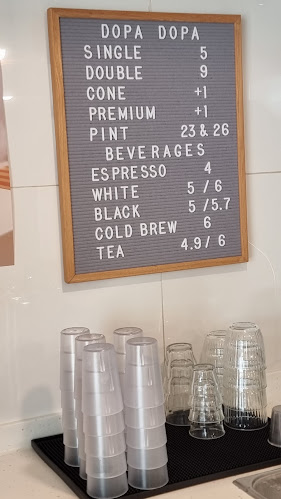 DOPA DOPA
SINGLE 5
DOUBLE 9
CONE +1
PREMIUM +1
PINT 23 & 26
BEVERAGES
ESPRESSO 4
WHITE 5 / 6
BLACK 5 / 5.7
COLD BREW 6
TEA 4.9 / 6